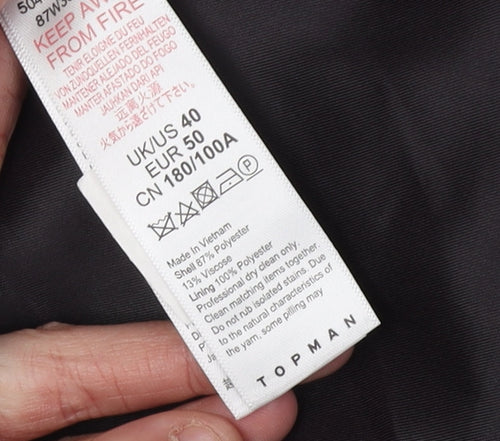 KEEP AWAY
FROM FIRE
TENIR ELOIGNE DU FEU
VON ZUNDQUELLEN FERNHALTEN
MANTENER ALEJADO DEL FUEGO
MANTER AFASTADO DO FOGO
JAUHKAN DARI API
远离火源
火気から遠ざけて下さい。
UK/US 40
EUR 50
CN 180/100A
P
Made In Vietnam
Shell 87% Polyester
13% Viscose
Lining 100% Polyester
Professional dry clean only.
Clean matching items together.
Do not rub isolated stains. Due
to the natural characteristics of
the yarn, some pilling may
TOPMAN